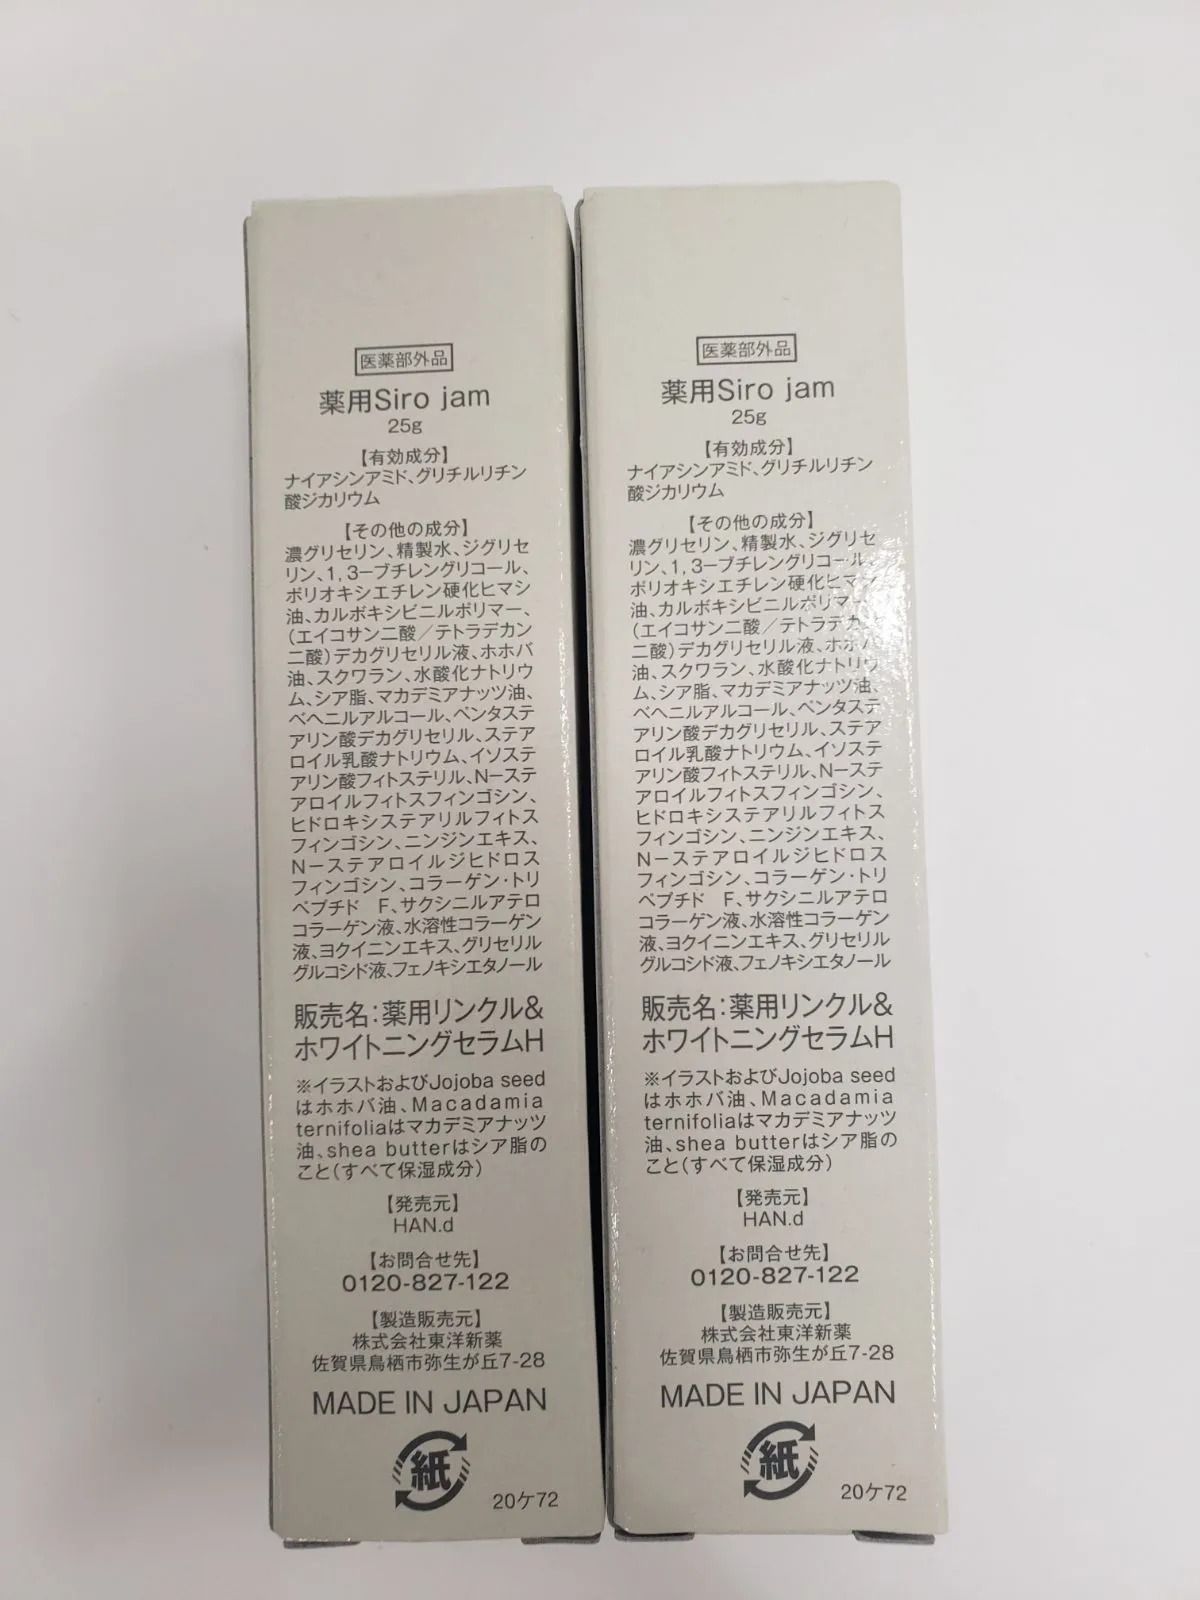 医薬部外品
薬用Siro jam
25g
【有効成分】
ナイアシンアミド、グリチルリチン
酸ジカリウム
【その他の成分】
濃グリセリン、精製水、ジグリセ
リン、1,3ーブチレングリコール、
ポリオキシエチレン硬化ヒマシ
油、カルボキシビニルポリマー、
(エイコサン二酸/テトラデカン
二酸)デカグリセリル液、ホホバ
油、スクワラン、水酸化ナトリウ
ム、シア脂、マカデミアナッツ油、
ベヘニルアルコール、ペンタステ
アリン酸デカグリセリル、ステア
ロイル乳酸ナトリウム、イソステ
アリン酸フィトステリル、Nーステ
アロイルフィトスフィンゴシン、
ヒドロキシステアリルフィトス
フィンゴシン、ニンジンエキス、
NーステアロイルジヒドロS
フィンゴシン、コラーゲン・トリ
ペプチド F、サクシニルアテロ
コラーゲン液、水溶性コラーゲン
液、ヨクイニンエキス、グリセリル
グルコシド液、フェノキシエタノール
販売名:薬用リンクル&
ホワイトニングセラムH
※イラストおよびJojoba seed
はホホバ油、Macadamia
ternifoliaはマカデミアナッツ
油、shea butterはシア脂の
こと(すべて保湿成分)
【発売元】
HAN.d
【お問合せ先】
0120-827-122
【製造販売元】
株式会社東洋新薬
佐賀県鳥栖市弥生が丘7-28
MADE IN JAPAN
紙
20ケ72
医薬部外品
薬用Siro jam
25g
【有効成分】
ナイアシンアミド、グリチルリチン
酸ジカリウム
【その他の成分】
濃グリセリン、精製水、ジグリセ
リン、1,3ーブチレングリコール、
ポリオキシエチレン硬化ヒマシ
油、カルボキシビニルポリマー、
(エイコサン二酸/テトラデカン
二酸)デカグリセリル液、ホホバ
油、スクワラン、水酸化ナトリウ
ム、シア脂、マカデミアナッツ油、
ベヘニルアルコール、ペンタステ
アリン酸デカグリセリル、ステア
ロイル乳酸ナトリウム、イソステ
アリン酸フィトステリル、Nーステ
アロイルフィトスフィンゴシン、
ヒドロキシステアリルフィトス
フィンゴシン、ニンジンエキス、
Nーステアロイルジヒドロス
フィンゴシン、コラーゲン・トリ
ペプチド F、サクシニルアテロ
コラーゲン液、水溶性コラーゲン
液、ヨクイニンエキス、グリセリル
グルコシド液、フェノキシエタノール
販売名:薬用リンクル&
ホワイトニングセラムH
※イラストおよびJojoba seed
はホホバ油、Macadamia
ternifoliaはマカデミアナッツ
油、shea butterはシア脂の
こと(すべて保湿成分)
【発売元】
HAN.d
【お問合せ先】
0120-827-122
【製造販売元】
株式会社東洋新薬
佐賀県鳥栖市弥生が丘7-28
MADE IN JAPAN
紙
20ケ72